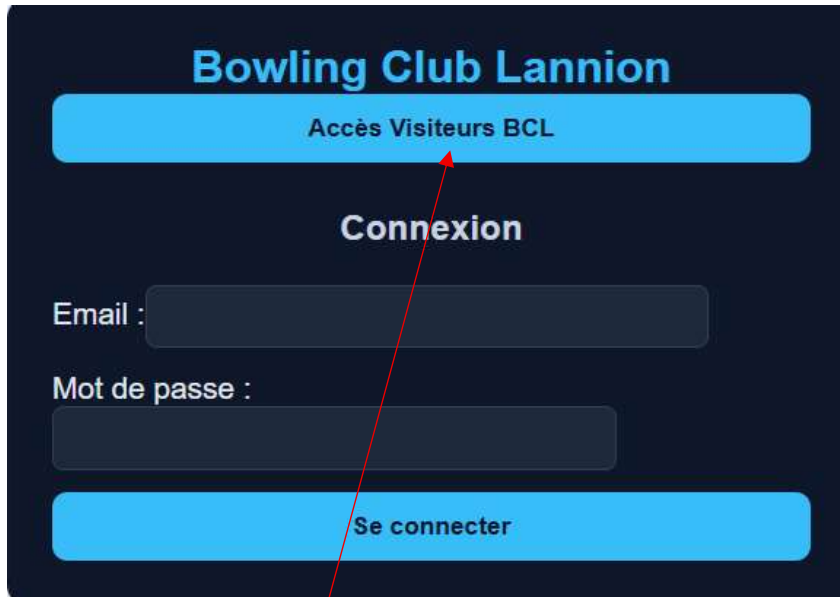 Bowling Club Lannion
Accès Visiteurs BCL
Connexion
Email :
Mot de passe :
Se connecter